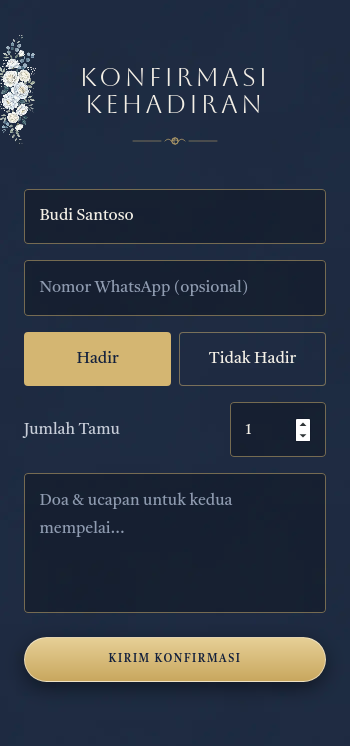 KONFIRMASI
KEHADIRAN
Budi Santoso
Nomor WhatsApp (opsional)
Hadir
Tidak Hadir
Jumlah Tamu
1
Doa & ucapan untuk kedua
mempelai...
KIRIM KONFIRMASI